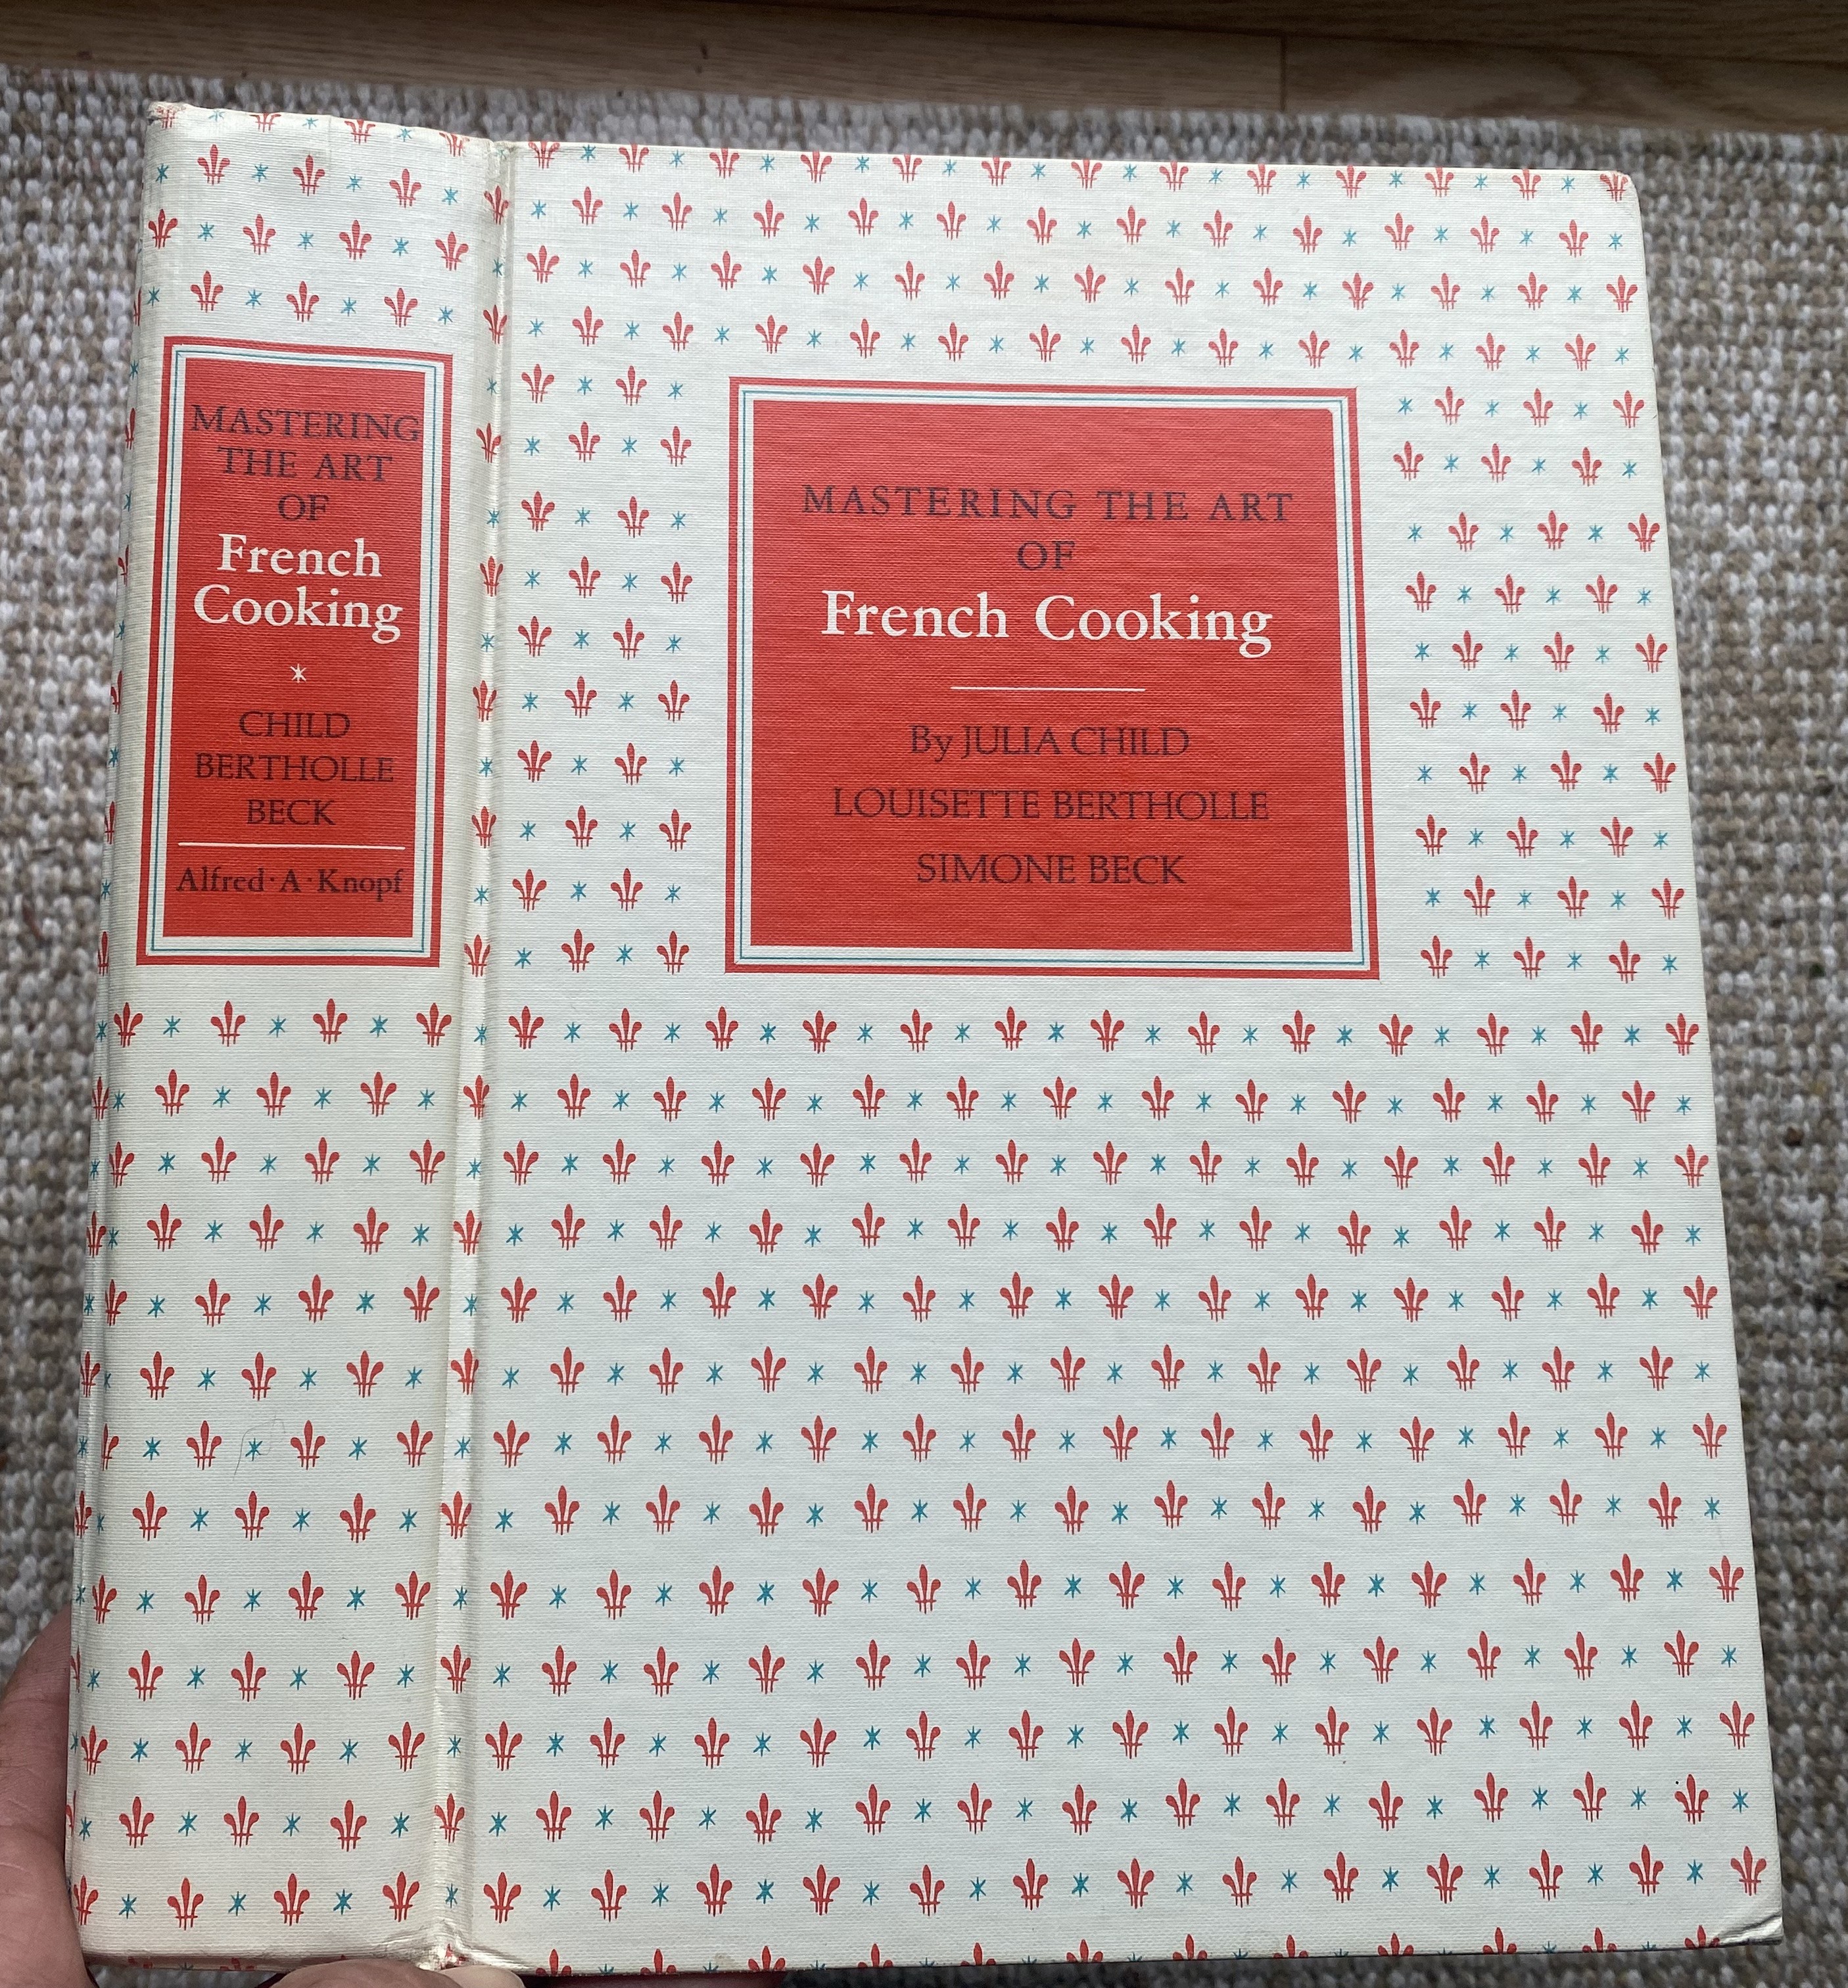 MASTERING
THE ART
OF
French
Cooking
*
CHILD
BERTHOLLE
BECK
Alfred·A·Knopf
MASTERING THE ART
OF
French Cooking
By JULIA CHILD
LOUISETTE BERTHOLLE
SIMONE BECK